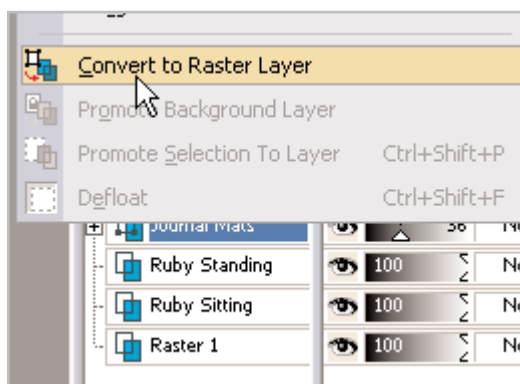 Convert to Raster Layer
Promote Background Layer
Promote Selection To Layer Ctrl+Shift+P
Defloat Ctrl+Shift+F
Journal Mats 36
Ruby Standing 100
Ruby Sitting 100
Raster 1 100